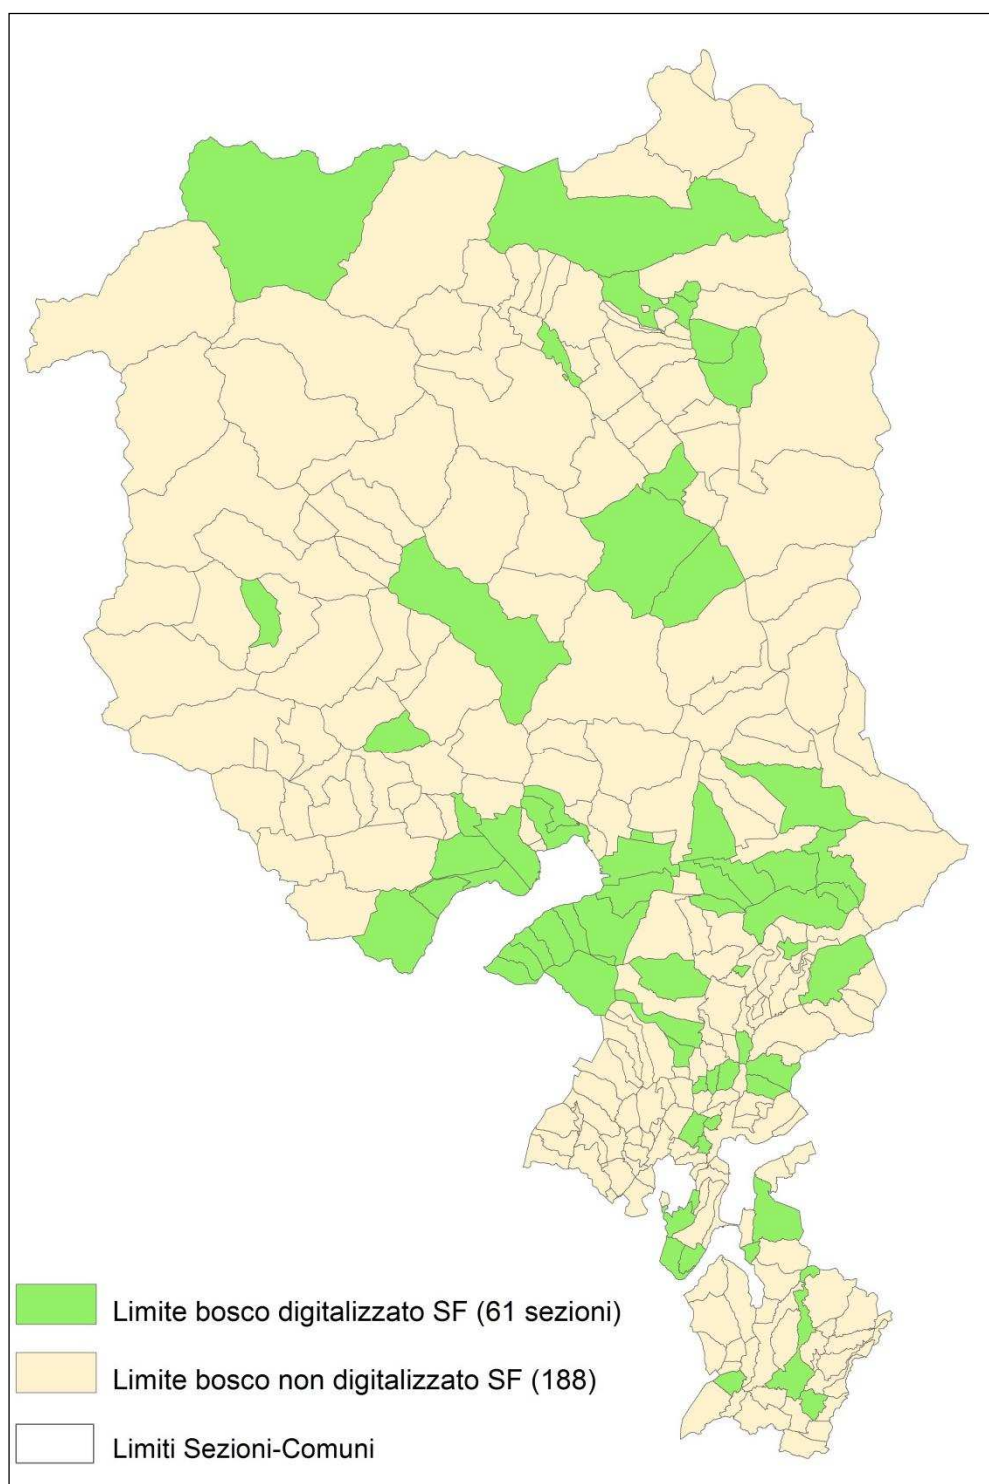 Limite bosco digitalizzato SF (61 sezioni)
Limite bosco non digitalizzato SF (188)
Limiti Sezioni-Comuni